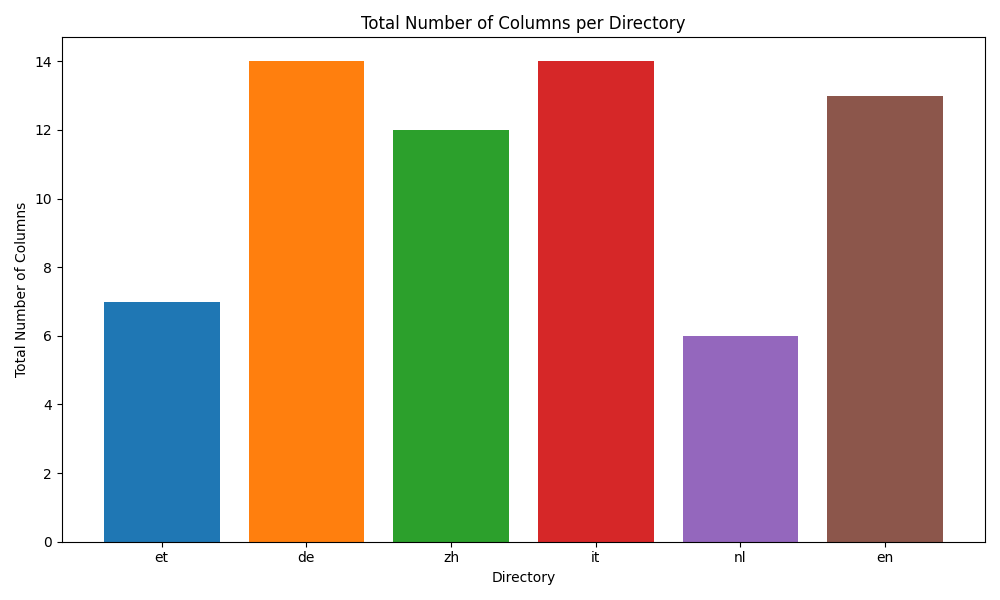 Total Number of Columns per Directory
Total Number of Columns
14
12
10
8
6
4
2
0
et de zh it nl en
Directory